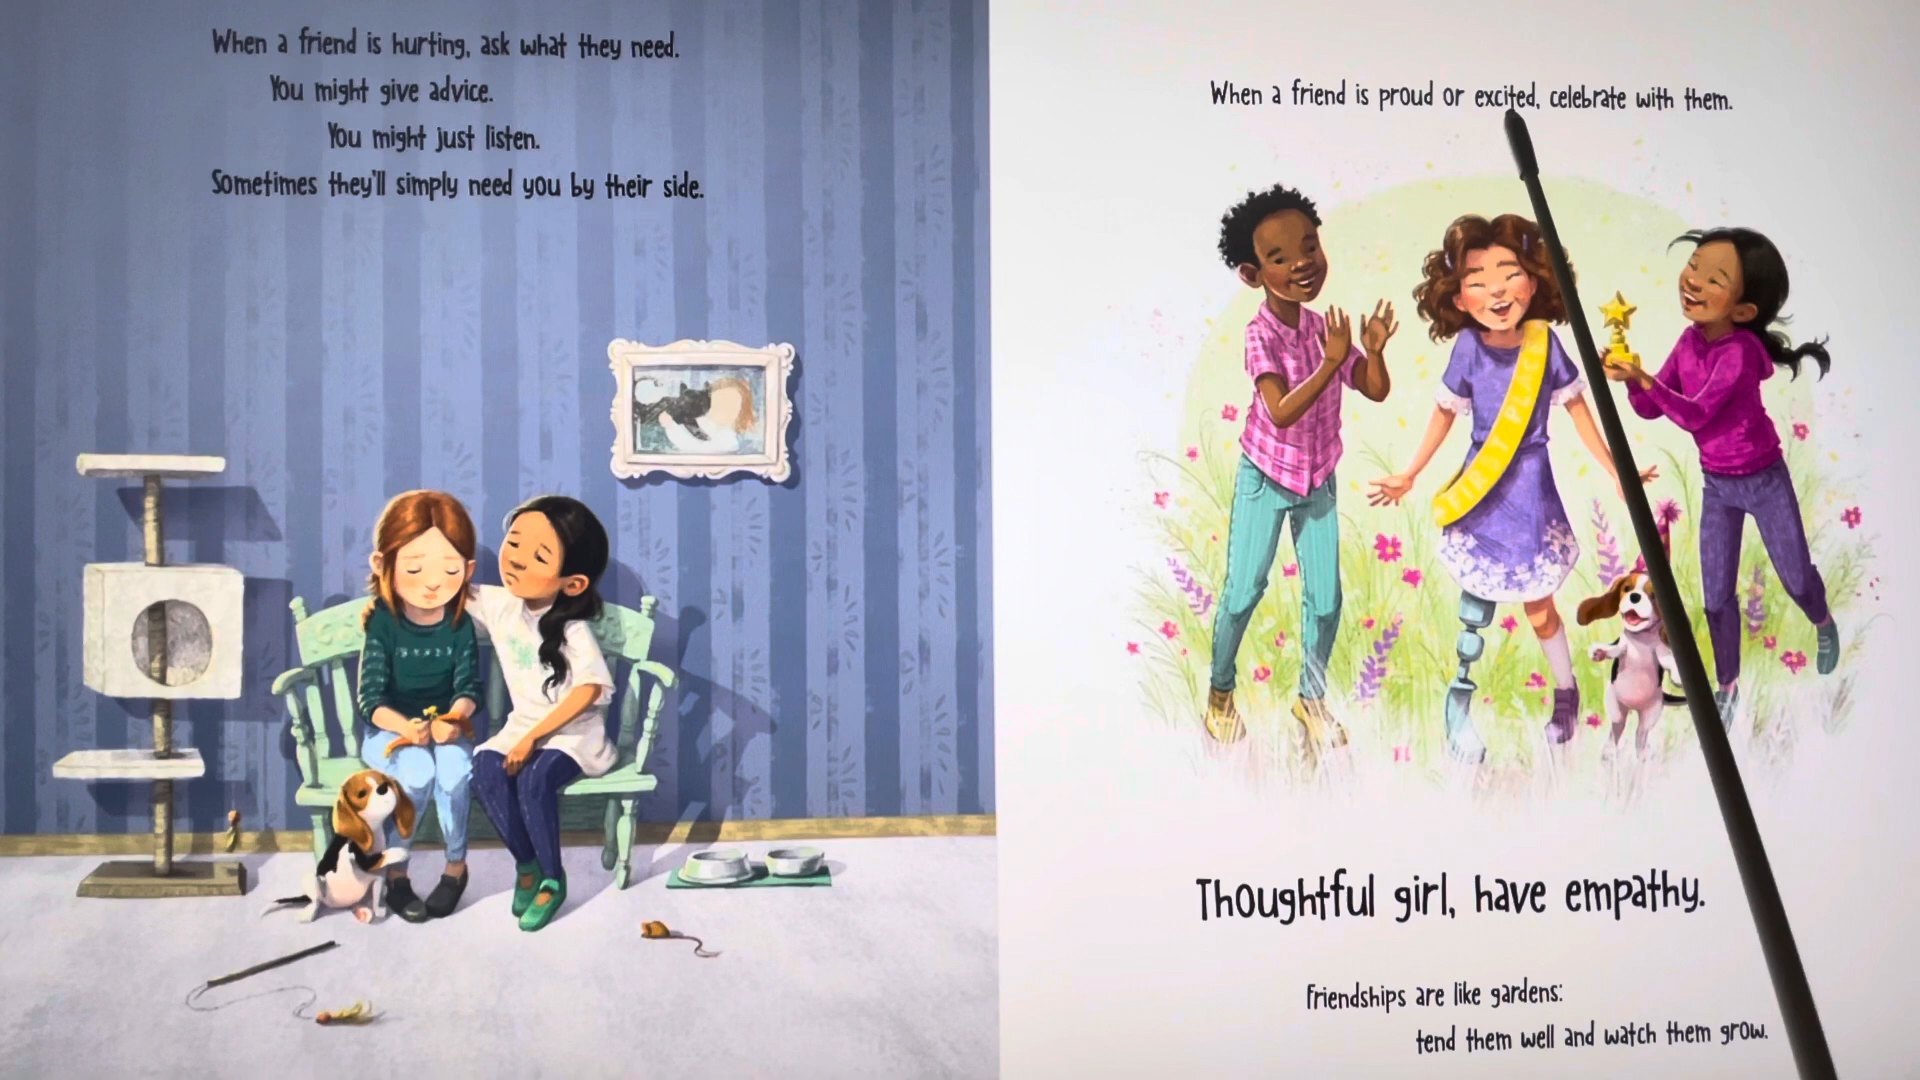 When a friend is hurting, ask what they need.
You might give advice.
You might just listen.
Sometimes they'll simply need you by their side.
When a friend is proud or excited, celebrate with them.
FIRST PLAC
Thoughtful girl, have empathy.
Friendships are like gardens:
tend them well and watch them grow.